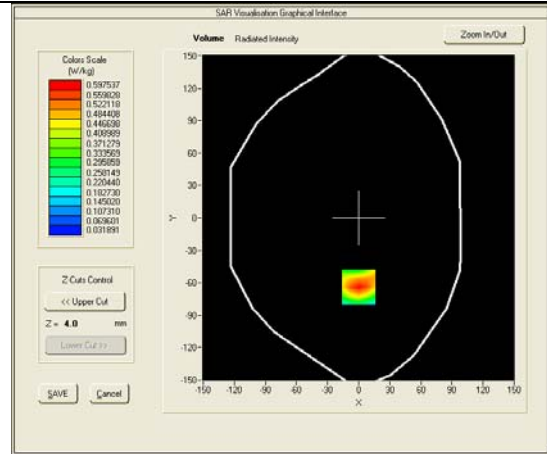 SAR Visualisation Graphical Interface
Volume Radiated Intensity
Zoom In/Out
Colors Scale
(W/kg)
0.597537
0.559828
0.522118
0.484408
0.446698
0.408989
0.371279
0.333569
0.295859
0.258149
0.220440
0.182730
0.145020
0.107310
0.069601
0.031891
Z Cuts Control
<< Upper Cut
Z = 4.0 mm
Lower Cut >>
SAVE Cancel
150-
120-
90-
60-
30-
Y 0-
-30-
-60-
-90-
-120-
-150-
-150 -120 -90 -60 -30 0 30 60 90 120 150
X